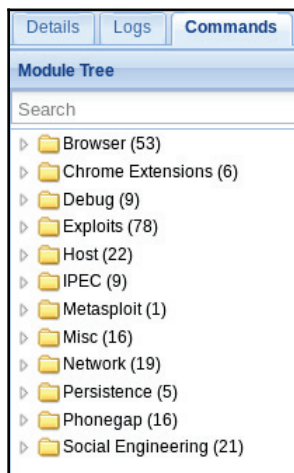 Details Logs Commands
Module Tree
Search
Browser (53)
Chrome Extensions (6)
Debug (9)
Exploits (78)
Host (22)
IPEC (9)
Metasploit (1)
Misc (16)
Network (19)
Persistence (5)
Phonegap (16)
Social Engineering (21)